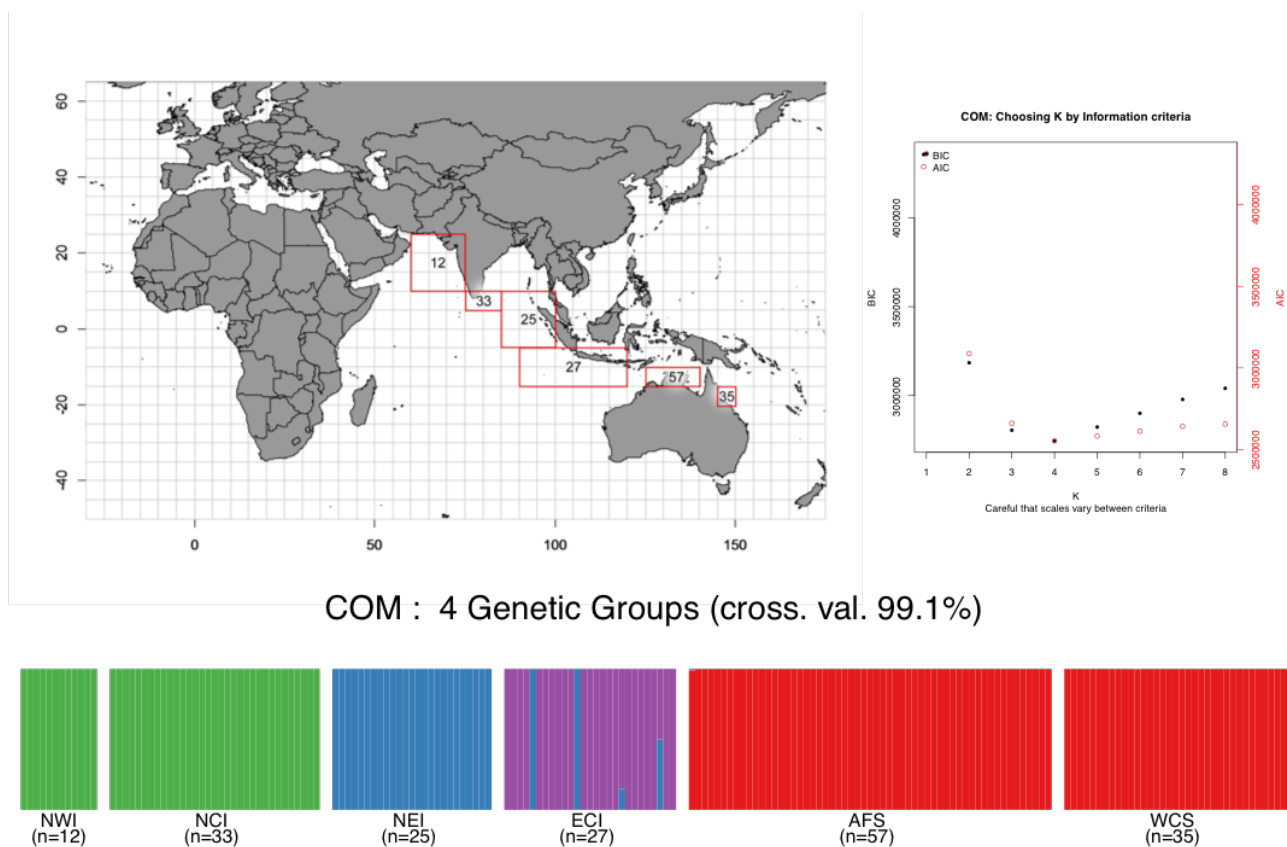 60
40
20
0
20
-40
0
50
100
150
12
33
25
27
57
35
COM: Choosing K by Information criteria
BIC
AIC
BIC
4000000
3500000
3000000
AIC
4000000
3500000
3000000
2500000
1 2 3 4 5 6 7 8
K
Careful that scales vary between criteria
COM : 4 Genetic Groups (cross. val. 99.1%)
NWI NCI NEI ECI AFS WCS
(n=12) (n=33) (n=25) (n=27) (n=57) (n=35)